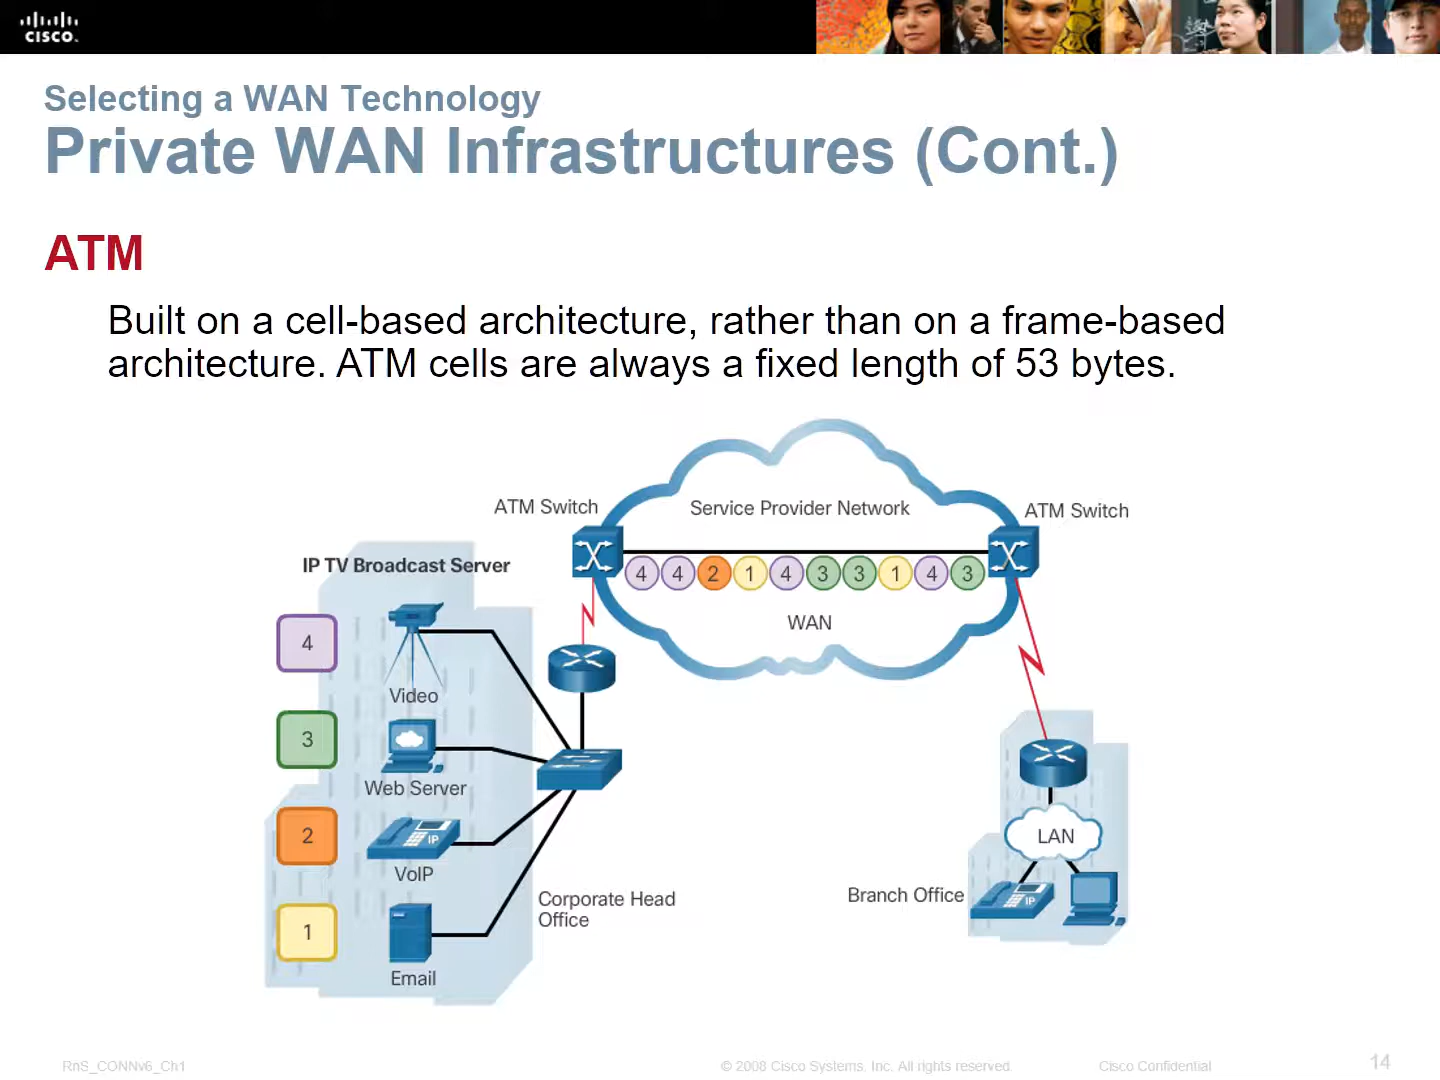 CISCO.
Selecting a WAN Technology
Private WAN Infrastructures (Cont.)
ATM
Built on a cell-based architecture, rather than on a frame-based
architecture. ATM cells are always a fixed length of 53 bytes.
ATM Switch
Service Provider Network
ATM Switch
4 4 2 1 4 3 3 1 4 3
WAN
IP TV Broadcast Server
4
Video
3
Web Server
2
IP
VoIP
1
Email
Corporate Head
Office
LAN
Branch Office
IP
RnS_CONNv6_Ch1
© 2008 Cisco Systems, Inc. All rights reserved.
Cisco Confidential
14